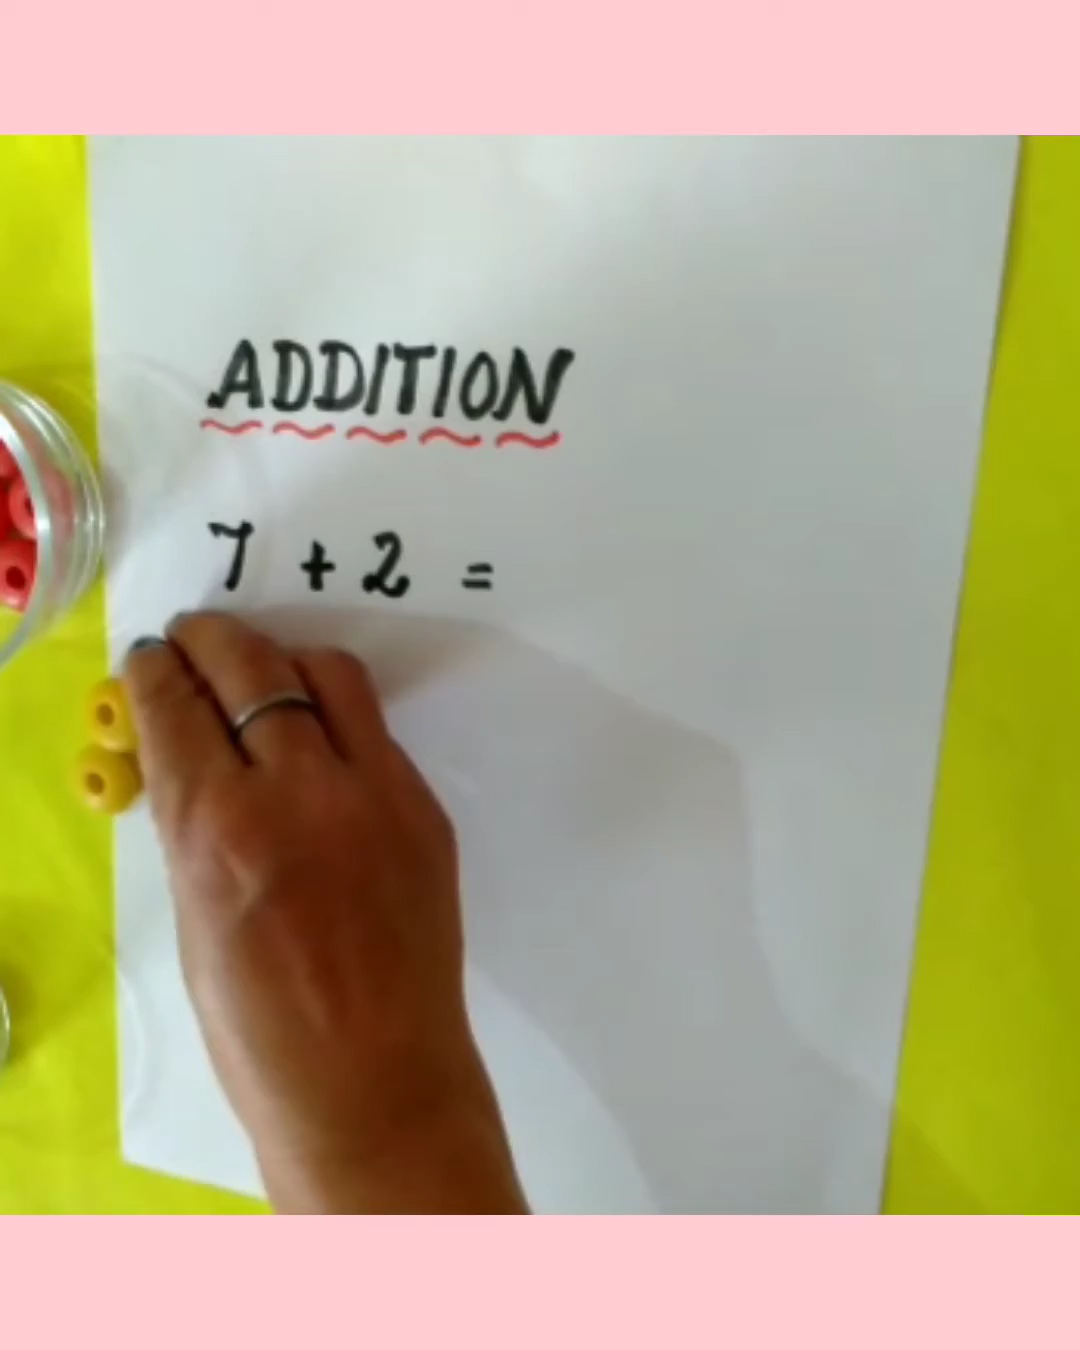 ADDITION
7 + 2 =